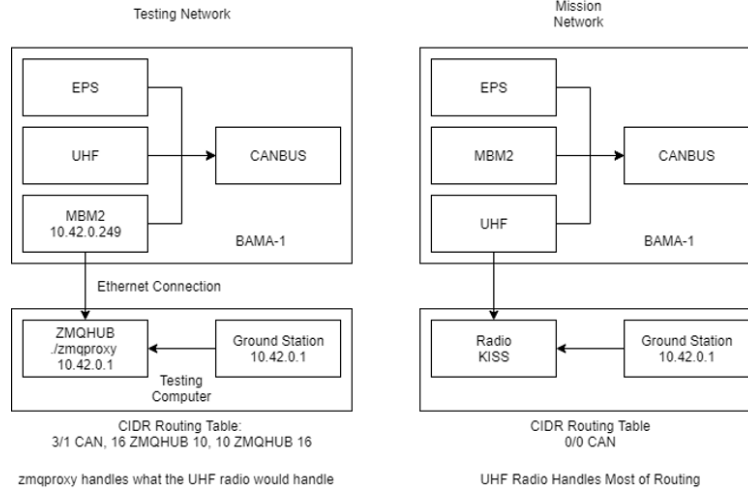 Testing Network
EPS
UHF
CANBUS
MBM2
10.42.0.249
BAMA-1
Ethernet Connection
ZMQHUB
./zmqproxy
10.42.0.1
Ground Station
10.42.0.1
Testing
Computer
CIDR Routing Table:
3/1 CAN, 16 ZMQHUB 10, 10 ZMQHUB 16
zmqproxy handles what the UHF radio would handle
Mission
Network
EPS
MBM2
CANBUS
UHF
BAMA-1
Radio
KISS
Ground Station
10.42.0.1
CIDR Routing Table
0/0 CAN
UHF Radio Handles Most of Routing